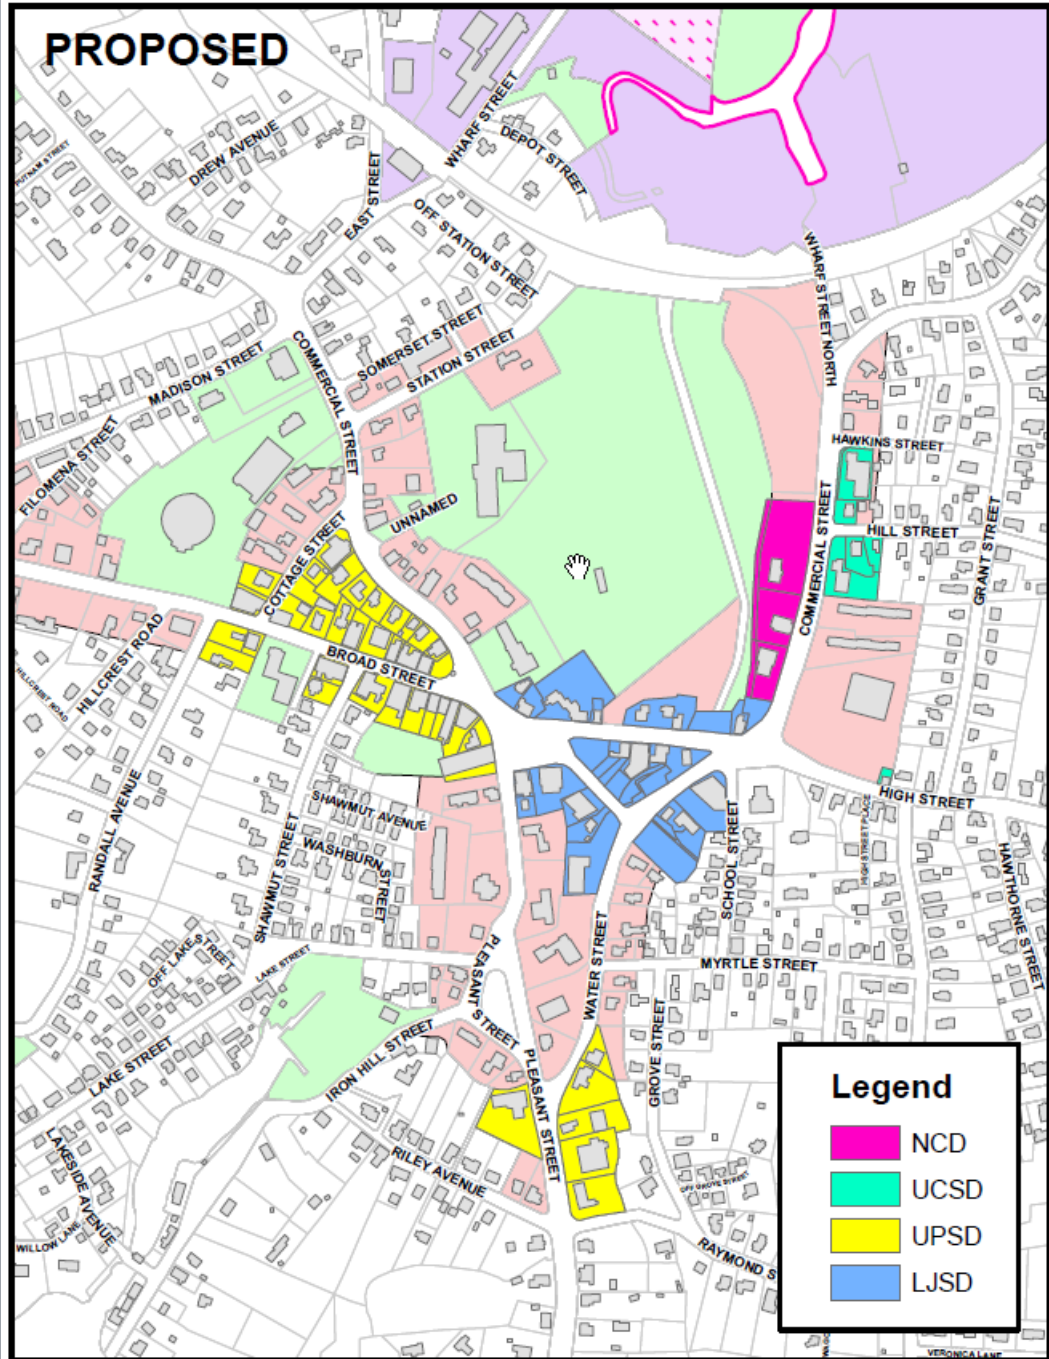 PROPOSED
WHARF STREET
DEPOT STREET
DREW AVENUE
PUTNAM STREET
EAST STREET
OFF STATION STREET
WHARF STREET NORTH
SOMERSET STREET
STATION STREET
COMMERCIAL STREET
MADISON STREET
FILOMENA STREET
HAWKINS STREET
UNNAMED
HILL STREET
COMMERCIAL STREET
GRANT STREET
COTTAGE STREET
BROAD STREET
HILLCREST ROAD
HILLCREST ROAD
RANDALL AVENUE
SHAWMUT AVENUE
WASHBURN
STREET
SHAWMUT STREET
HIGH STREET
HIGH STREET PLACE
SCHOOL STREET
HAWTHORNE STREET
OFF LAKE STREET
LAKE STREET
PLEASANT STREET
WATER STREET
MYRTLE STREET
GROVE STREET
IRON HILL STREET
LAKE STREET
PLEASANT STREET
LAKESIDE AVENUE
RILEY AVENUE
OFF GROVE STREET
WILLOW LANE
RAYMOND S
VERONICA LANE
Legend
NCD
UCSD
UPSD
LJSD